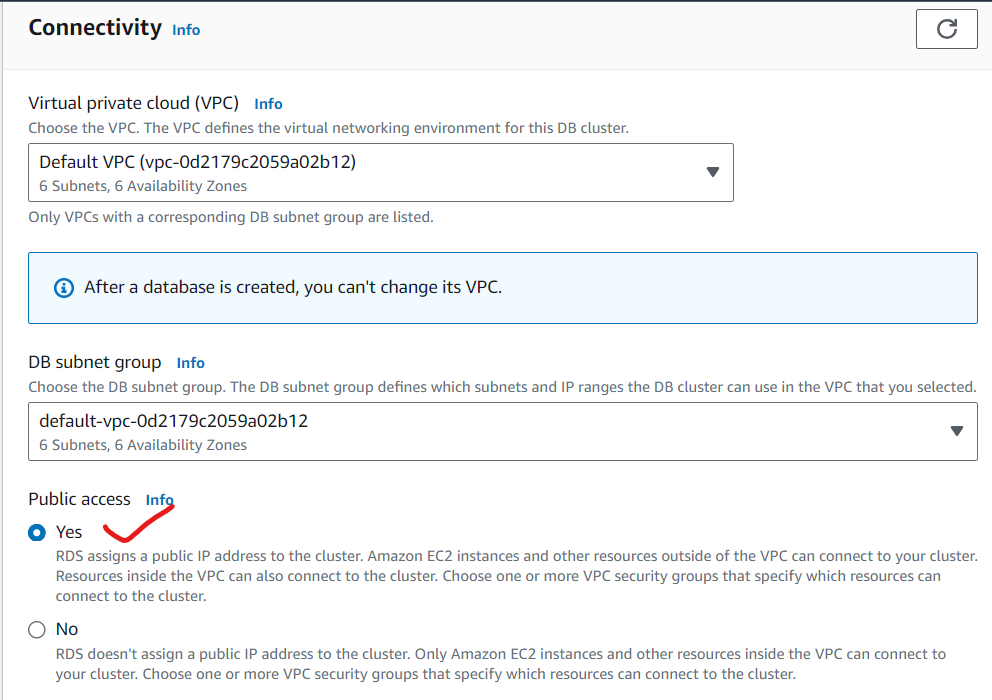 Connectivity Info
Virtual private cloud (VPC) Info
Choose the VPC. The VPC defines the virtual networking environment for this DB cluster.
Default VPC (vpc-0d2179c2059a02b12)
6 Subnets, 6 Availability Zones
Only VPCs with a corresponding DB subnet group are listed.
After a database is created, you can't change its VPC.
DB subnet group Info
Choose the DB subnet group. The DB subnet group defines which subnets and IP ranges the DB cluster can use in the VPC that you selected.
default-vpc-0d2179c2059a02b12
6 Subnets, 6 Availability Zones
Public access Info
Yes
RDS assigns a public IP address to the cluster. Amazon EC2 instances and other resources outside of the VPC can connect to your cluster.
Resources inside the VPC can also connect to the cluster. Choose one or more VPC security groups that specify which resources can
connect to the cluster.
No
RDS doesn't assign a public IP address to the cluster. Only Amazon EC2 instances and other resources inside the VPC can connect to
your cluster. Choose one or more VPC security groups that specify which resources can connect to the cluster.